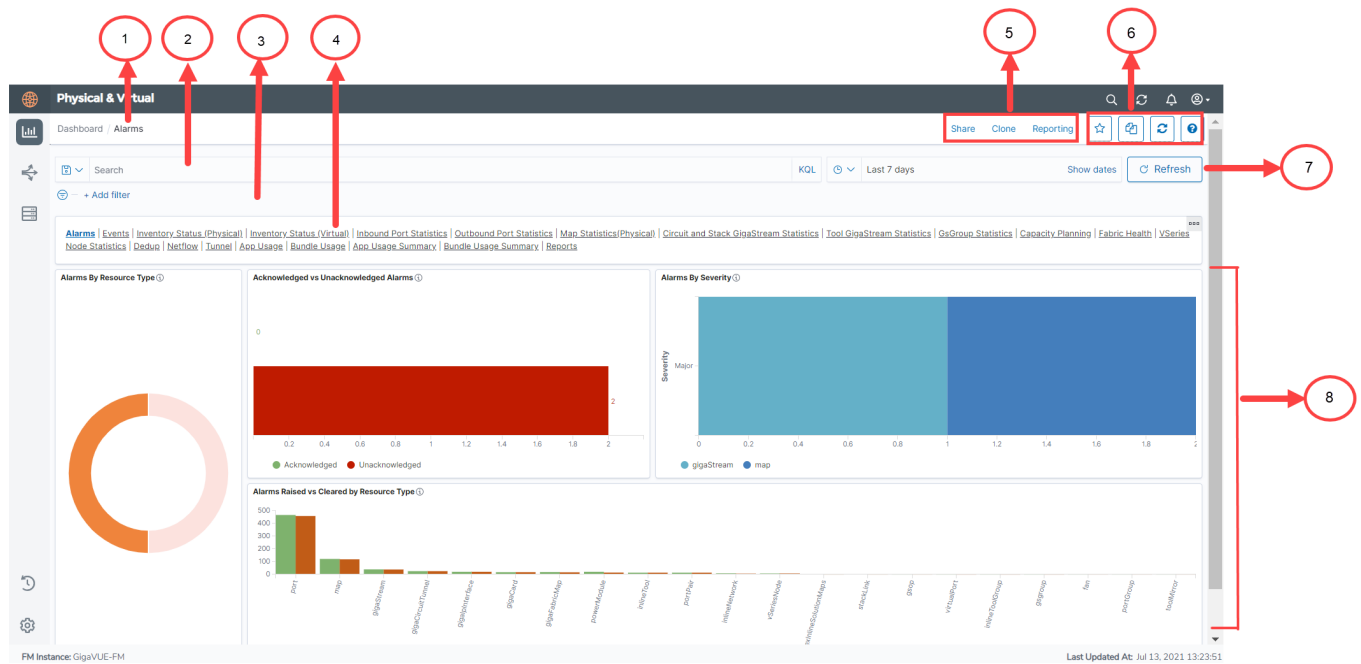 1 2 3 4 5 6
Physical & Virtual
Dashboard / Alarms
Share Clone Reporting
Search
KQL
Last 7 days
Show dates
Refresh
7
+ Add filter
Alarms | Events | Inventory Status (Physical) | Inventory Status (Virtual) | Inbound Port Statistics | Outbound Port Statistics | Map Statistics(Physical) | Circuit and Stack GigaStream Statistics | Tool GigaStream Statistics | GsGroup Statistics | Capacity Planning | Fabric Health | VSeries
Node Statistics | Dedup | Netflow | Tunnel | App Usage | Bundle Usage | App Usage Summary | Bundle Usage Summary | Reports
Alarms By Resource Type
Acknowledged vs Unacknowledged Alarms
0
2
0.2 0.4 0.6 0.8 1 1.2 1.4 1.6 1.8 2
Acknowledged Unacknowledged
Alarms By Severity
Severity
Major
0 0.2 0.4 0.6 0.8 1 1.2 1.4 1.6 1.8 2
gigaStream map
8
Alarms Raised vs Cleared by Resource Type
500
400
300
200
100
0
port
map
gigaStream
gigaCircuitTunnel
gigaIpInterface
gigaCard
gigaFabricMap
powerModule
inlineTool
portPair
inlineNetwork
vSeriesNode
stackLink
gsop
virtualPort
inlineToolGroup
gsgroup
fan
portGroup
toolMirror
FM Instance: GigaVUE-FM
Last Updated At: Jul 13, 2021 13:23:51